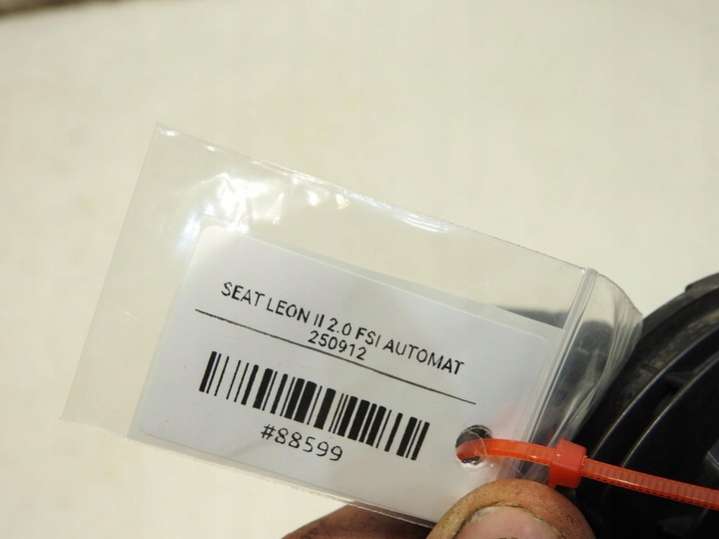 SEAT LEON II 2.0 FSI AUTOMAT
250912
#88599